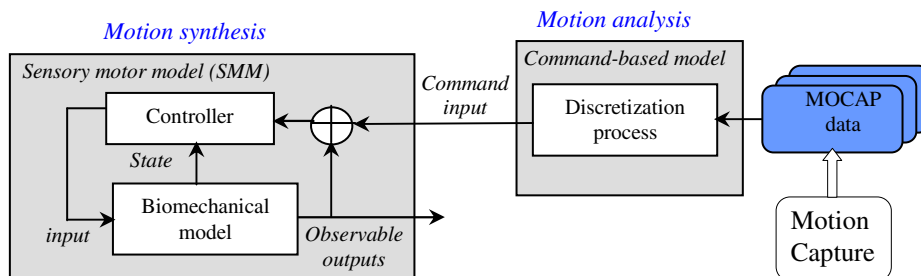 Motion synthesis
Motion analysis
Sensory motor model (SMM)
Command-based model
Controller
State
Biomechanical
model
input
Observable
outputs
Command
input
Discretization
process
MOCAP
data
Motion
Capture